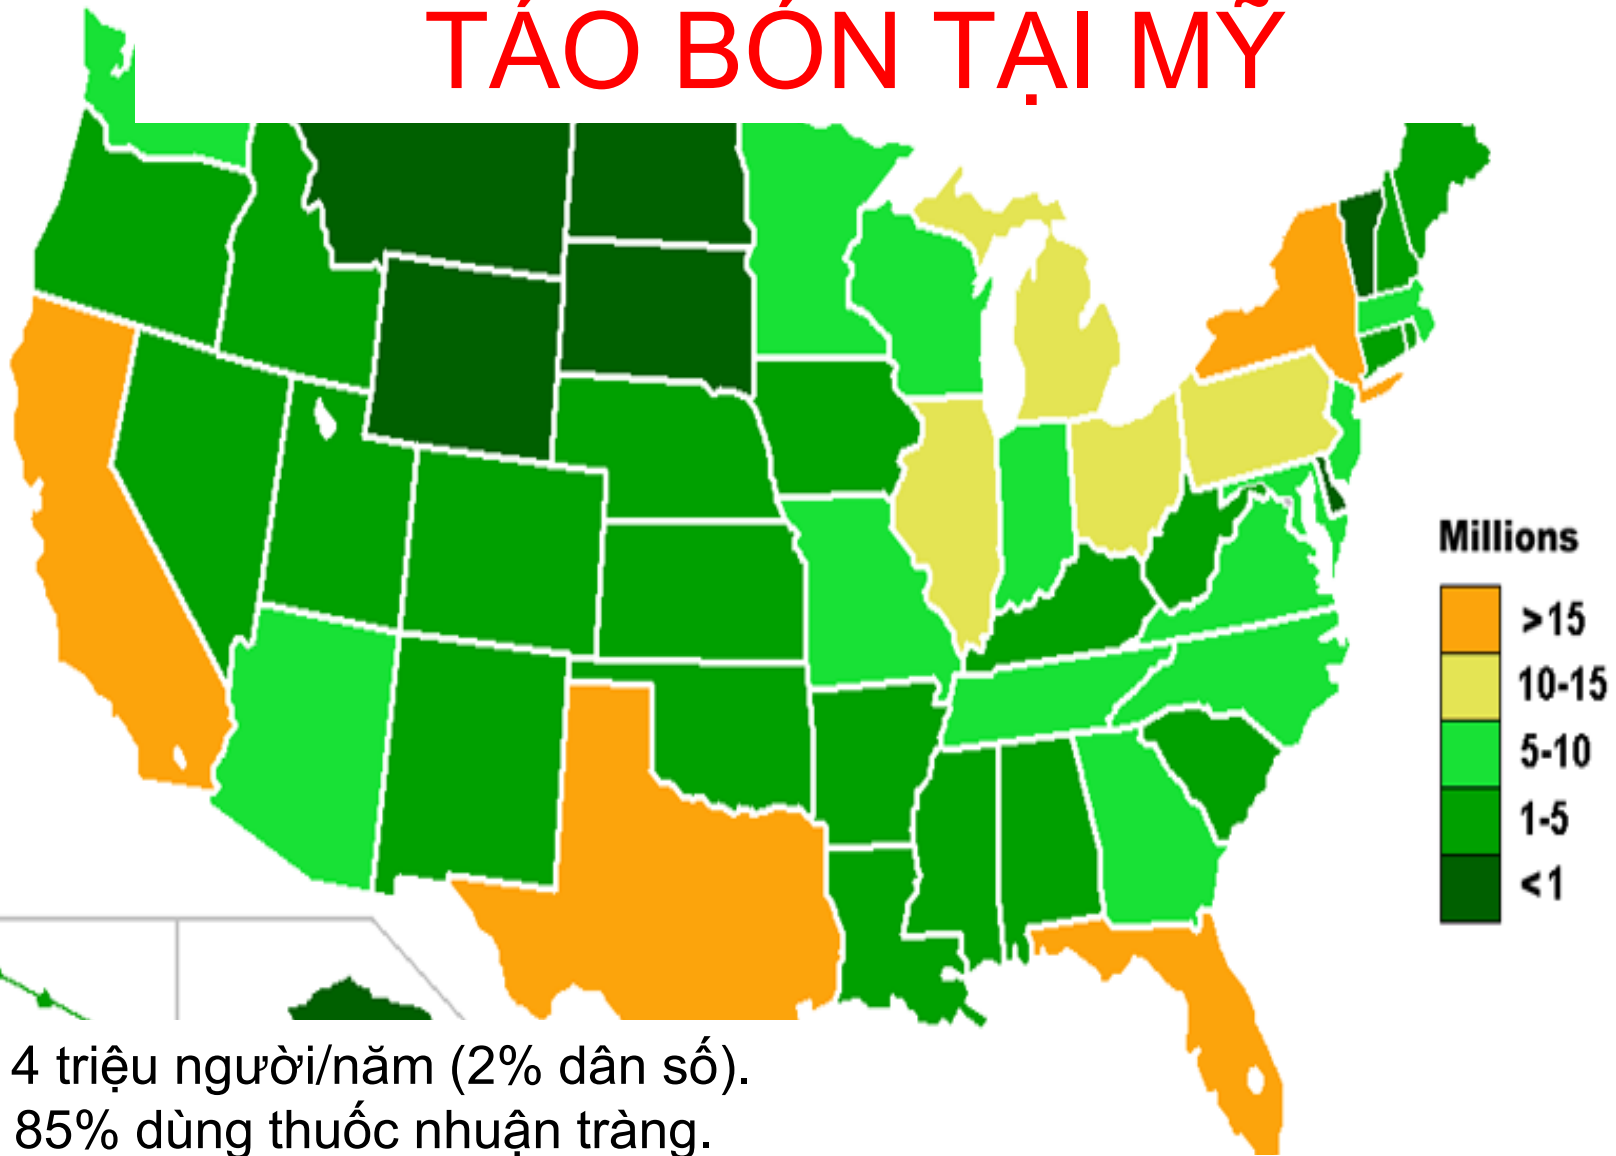 TÁO BÓN TẠI MỸ
Millions
>15
10-15
5-10
1-5
<1
4 triệu người/năm (2% dân số).
85% dùng thuốc nhuận tràng.